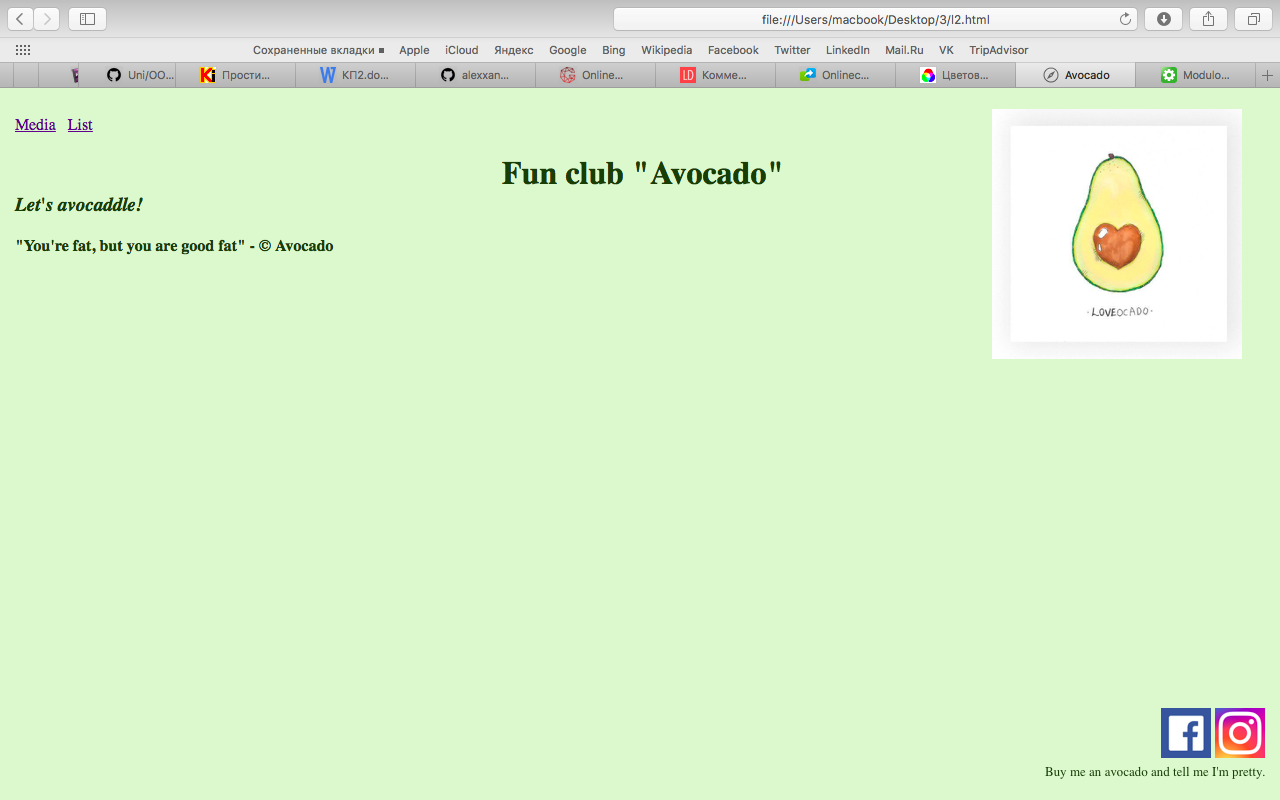 file:///Users/macbook/Desktop/3/l2.html
Сохраненные вкладки Apple iCloud Яндекс Google Bing Wikipedia Facebook Twitter LinkedIn Mail.Ru VK TripAdvisor
Uni/OO... Прости... КП2.do... alexxan... Online... Комме... Onlinec... Цветов... Avocado Modulo...
Media List
Fun club "Avocado"
Let's avocaddle!
"You're fat, but you are good fat" - © Avocado
· LOVEOCADO ·
Buy me an avocado and tell me I'm pretty.